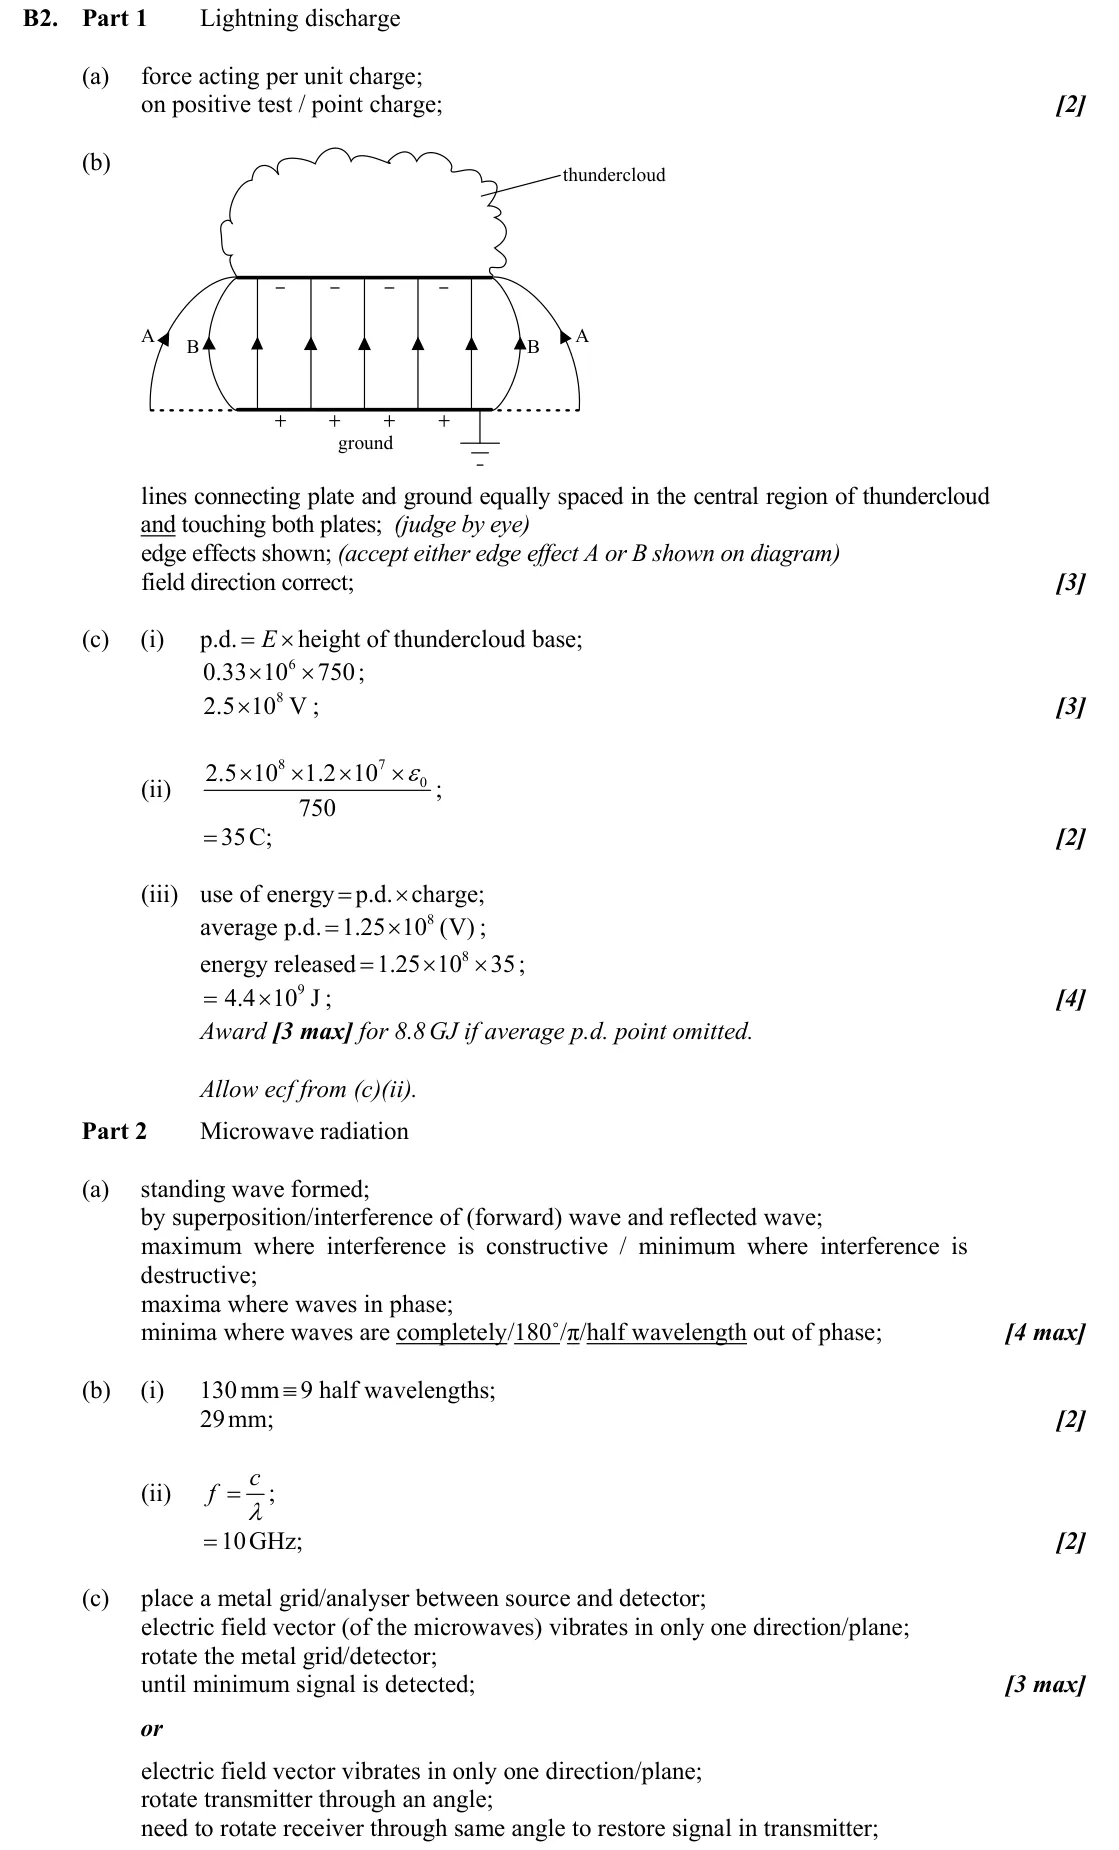 B2. Part 1 Lightning discharge
(a) force acting per unit charge;
on positive test / point charge; [2]
(b)
thundercloud
− − − −
A B B A
+ + + +
ground
lines connecting plate and ground equally spaced in the central region of thundercloud
and touching both plates; (judge by eye)
edge effects shown; (accept either edge effect A or B shown on diagram)
field direction correct; [3]
(c) (i) p.d. = E × height of thundercloud base;
0.33×10⁶ ×750;
2.5×10⁸ V; [3]
(ii) 2.5×10⁸ ×1.2×10⁷ ×ε₀ / 750 ;
= 35 C; [2]
(iii) use of energy = p.d. × charge;
average p.d. = 1.25×10⁸ (V);
energy released = 1.25×10⁸ × 35;
= 4.4×10⁹ J; [4]
Award [3 max] for 8.8 GJ if average p.d. point omitted.
Allow ecf from (c)(ii).
Part 2 Microwave radiation
(a) standing wave formed;
by superposition/interference of (forward) wave and reflected wave;
maximum where interference is constructive / minimum where interference is
destructive;
maxima where waves in phase;
minima where waves are completely/180˚/π/half wavelength out of phase; [4 max]
(b) (i) 130 mm ≡ 9 half wavelengths;
29 mm; [2]
(ii) f = c/λ;
= 10 GHz; [2]
(c) place a metal grid/analyser between source and detector;
electric field vector (of the microwaves) vibrates in only one direction/plane;
rotate the metal grid/detector;
until minimum signal is detected; [3 max]
or
electric field vector vibrates in only one direction/plane;
rotate transmitter through an angle;
need to rotate receiver through same angle to restore signal in transmitter;